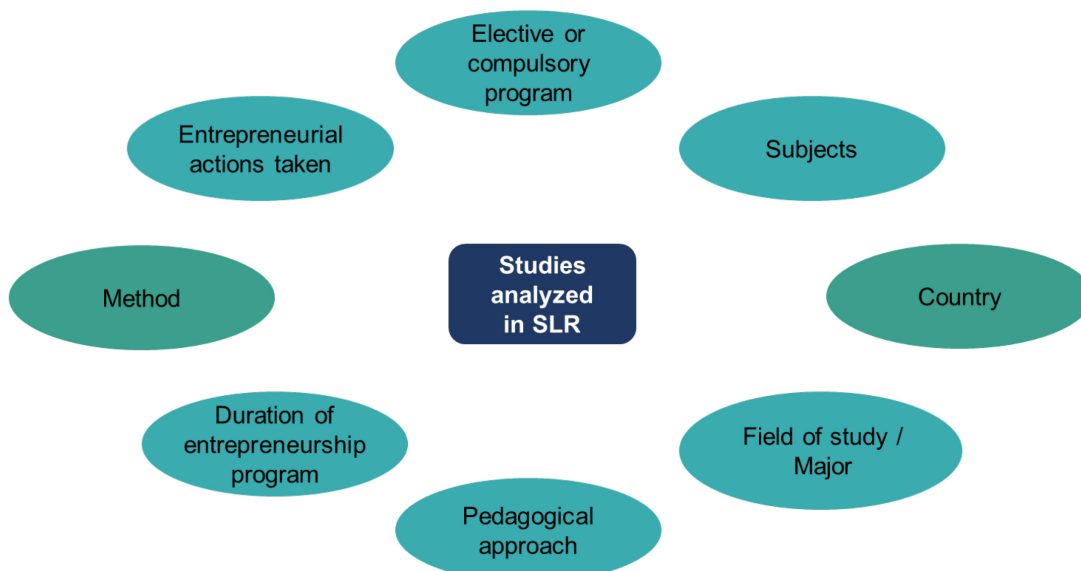 Elective or
compulsory
program
Entrepreneurial
actions taken
Subjects
Method
Studies
analyzed
in SLR
Country
Duration of
entrepreneurship
program
Field of study /
Major
Pedagogical
approach